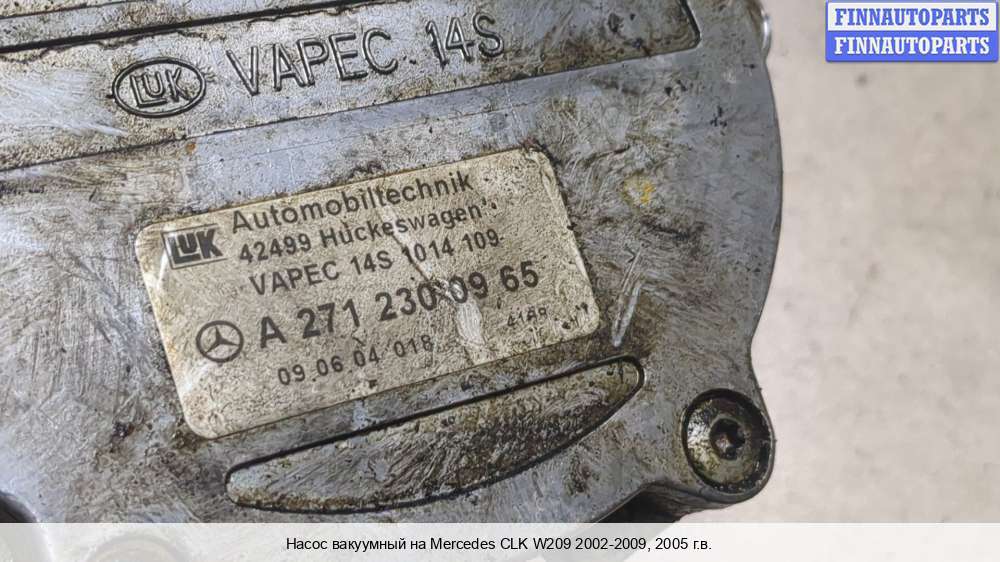 FINNAUTOPARTS
FINNAUTOPARTS
LUK VAPEC 14S
LUK Automobiltechnik
42499 Hückeswagen
VAPEC 14S 1014 109
A 271 230 09 65
09 06 04 018
Насос вакуумный на Mercedes CLK W209 2002-2009, 2005 г.в.